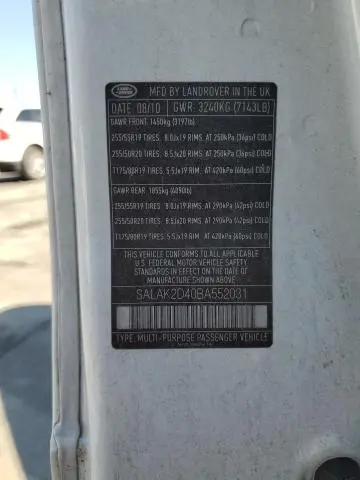 LAND ROVER
MFD BY LANDROVER IN THE UK
DATE 08/10 GWR: 3240KG (7143LB)
GAWR FRONT: 1450kg (3197lb)
255/55R19 TIRES. 8.0Jx19 RIMS. AT 250kPa (36psi) COLD
255/50R20 TIRES. 8.5Jx20 RIMS. AT 250kPa (36psi) COLD
T175/80R19 TIRES. 5.5Jx19 RIM. AT 420kPa (60psi) COLD
GAWR REAR: 1855kg (4090lb)
255/55R19 TIRES. 8.0Jx19 RIMS. AT 290kPa (42psi) COLD
255/50R20 TIRES. 8.5Jx20 RIMS. AT 290kPa (42psi) COLD
T175/80R19 TIRES. 5.5Jx19 RIM. AT 420kPa (60psi) COLD
THIS VEHICLE CONFORMS TO ALL APPLICABLE
U.S. FEDERAL MOTOR VEHICLE SAFETY
STANDARDS IN EFFECT ON THE DATE OF
MANUFACTURE SHOWN ABOVE.
SALAK2D40BA552031
TYPE: MULTI-PURPOSE PASSENGER VEHICLE